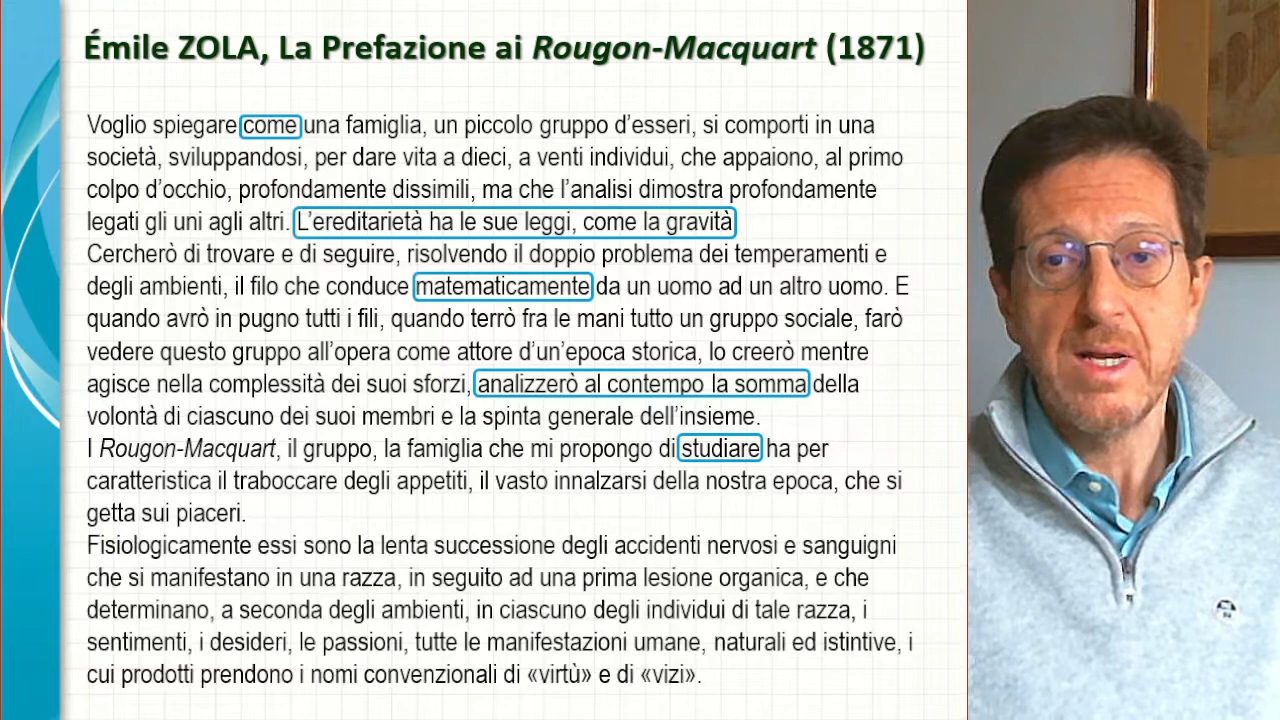 Émile ZOLA, La Prefazione ai Rougon-Macquart (1871)
Voglio spiegare come una famiglia, un piccolo gruppo d’esseri, si comporti in una
società, sviluppandosi, per dare vita a dieci, a venti individui, che appaiono, al primo
colpo d’occhio, profondamente dissimili, ma che l’analisi dimostra profondamente
legati gli uni agli altri. L’ereditarietà ha le sue leggi, come la gravità
Cercherò di trovare e di seguire, risolvendo il doppio problema dei temperamenti e
degli ambienti, il filo che conduce matematicamente da un uomo ad un altro uomo. E
quando avrò in pugno tutti i fili, quando terrò fra le mani tutto un gruppo sociale, farò
vedere questo gruppo all’opera come attore d’un’epoca storica, lo creerò mentre
agisce nella complessità dei suoi sforzi, analizzerò al contempo la somma della
volontà di ciascuno dei suoi membri e la spinta generale dell’insieme.
I Rougon-Macquart, il gruppo, la famiglia che mi propongo di studiare ha per
caratteristica il traboccare degli appetiti, il vasto innalzarsi della nostra epoca, che si
getta sui piaceri.
Fisiologicamente essi sono la lenta successione degli accidenti nervosi e sanguigni
che si manifestano in una razza, in seguito ad una prima lesione organica, e che
determinano, a seconda degli ambienti, in ciascuno degli individui di tale razza, i
sentimenti, i desideri, le passioni, tutte le manifestazioni umane, naturali ed istintive, i
cui prodotti prendono i nomi convenzionali di «virtù» e di «vizi».